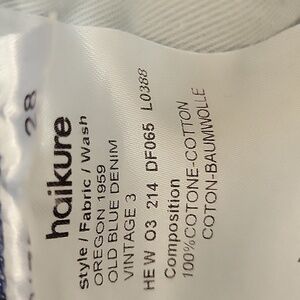 28
haikure
Style / Fabric / Wash
OREGON 1959
OLD BLUE DENIM
VINTAGE 3
HEW 03 214 DF065 L0388
Composition
100%COTONE-COTTON
COTON-BAUMWOLLE